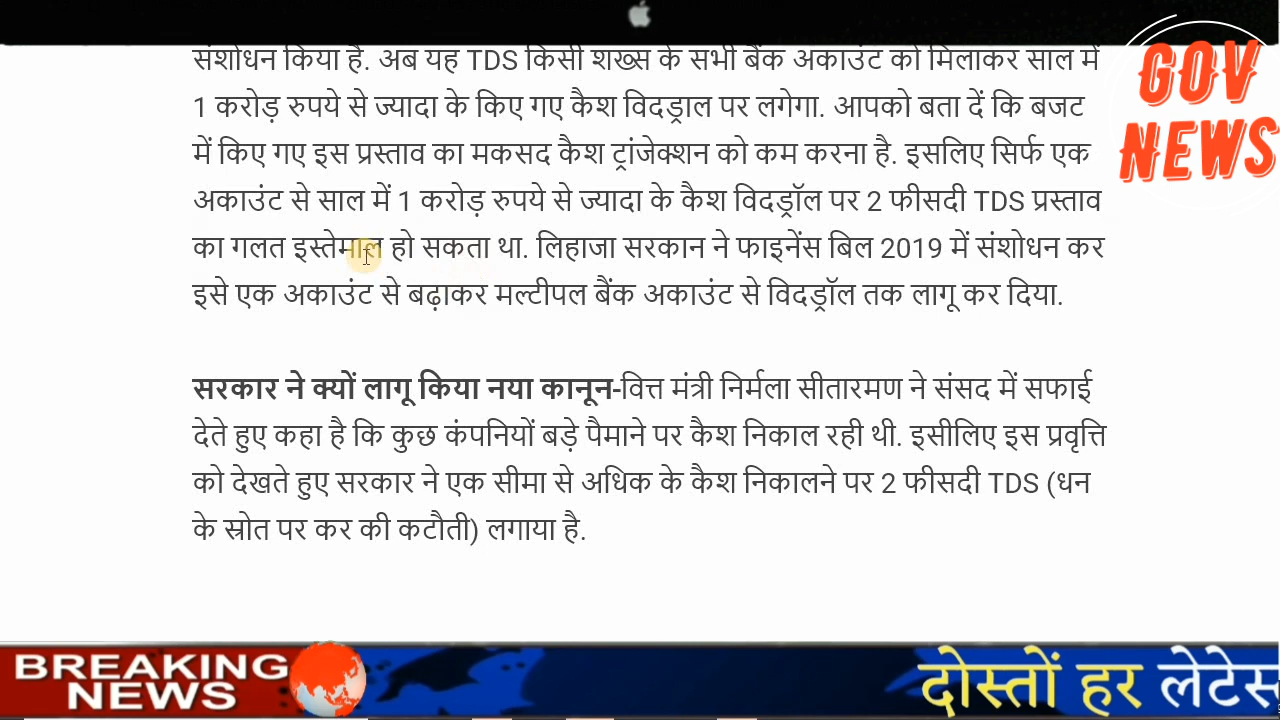 संशोधन किया है. अब यह TDS किसी शख्स के सभी बैंक अकाउंट को मिलाकर साल में
1 करोड़ रुपये से ज्यादा के किए गए कैश विदड्राल पर लगेगा. आपको बता दें कि बजट
में किए गए इस प्रस्ताव का मकसद कैश ट्रांजेक्शन को कम करना है. इसलिए सिर्फ एक
अकाउंट से साल में 1 करोड़ रुपये से ज्यादा के कैश विदड्रॉल पर 2 फीसदी TDS प्रस्ताव
का गलत इस्तेमाल हो सकता था. लिहाजा सरकान ने फाइनेंस बिल 2019 में संशोधन कर
इसे एक अकाउंट से बढ़ाकर मल्टीपल बैंक अकाउंट से विदड्रॉल तक लागू कर दिया.
सरकार ने क्यों लागू किया नया कानून-वित्त मंत्री निर्मला सीतारमण ने संसद में सफाई
देते हुए कहा है कि कुछ कंपनियों बड़े पैमाने पर कैश निकाल रही थी. इसीलिए इस प्रवृत्ति
को देखते हुए सरकार ने एक सीमा से अधिक के कैश निकालने पर 2 फीसदी TDS (धन
के स्रोत पर कर की कटौती) लगाया है.
GOV
NEWS
BREAKING
NEWS
दोस्तों हर लेटेस